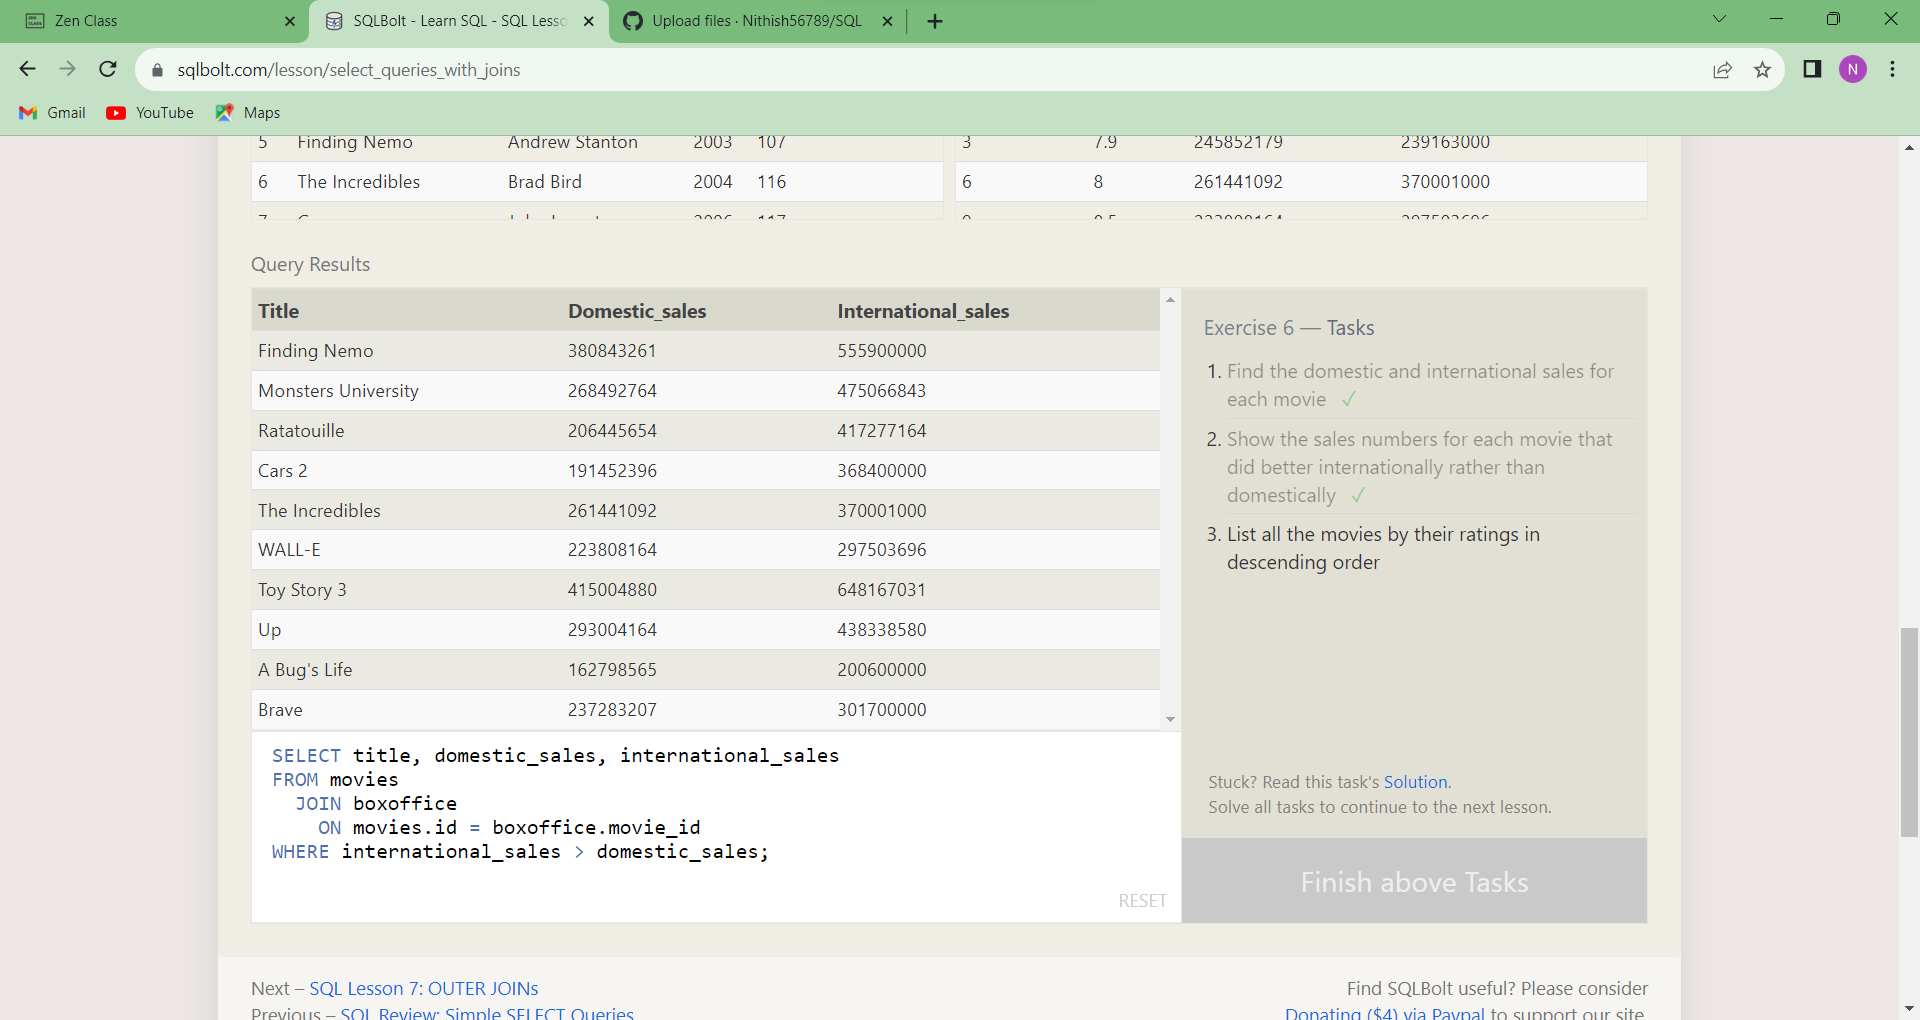 Zen Class
SQLBolt - Learn SQL - SQL Lesso
Upload files · Nithish56789/SQL
sqlbolt.com/lesson/select_queries_with_joins
N
Gmail YouTube Maps
5 Finding Nemo Andrew Stanton 2003 107 3 7.9 245852179 239163000
6 The Incredibles Brad Bird 2004 116 6 8 261441092 370001000
Query Results
Title Domestic_sales International_sales
Finding Nemo 380843261 555900000
Monsters University 268492764 475066843
Ratatouille 206445654 417277164
Cars 2 191452396 368400000
The Incredibles 261441092 370001000
WALL-E 223808164 297503696
Toy Story 3 415004880 648167031
Up 293004164 438338580
A Bug's Life 162798565 200600000
Brave 237283207 301700000
SELECT title, domestic_sales, international_sales
FROM movies
JOIN boxoffice
ON movies.id = boxoffice.movie_id
WHERE international_sales > domestic_sales;
RESET
Exercise 6 — Tasks
1. Find the domestic and international sales for
each movie ✓
2. Show the sales numbers for each movie that
did better internationally rather than
domestically ✓
3. List all the movies by their ratings in
descending order
Stuck? Read this task's Solution.
Solve all tasks to continue to the next lesson.
Finish above Tasks
Next – SQL Lesson 7: OUTER JOINs
Previous – SQL Review: Simple SELECT Queries
Find SQLBolt useful? Please consider
Donating ($4) via Paypal to support our site.